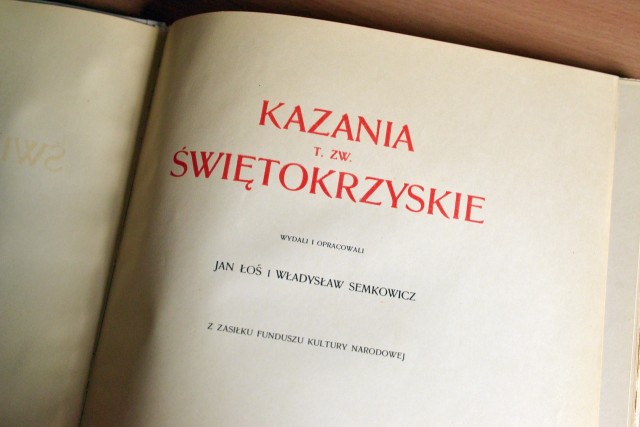 KAZANIA
T. ZW.
ŚWIĘTOKRZYSKIE
WYDALI I OPRACOWALI
JAN ŁOŚ I WŁADYSŁAW SEMKOWICZ
Z ZASIŁKU FUNDUSZU KULTURY NARODOWEJ